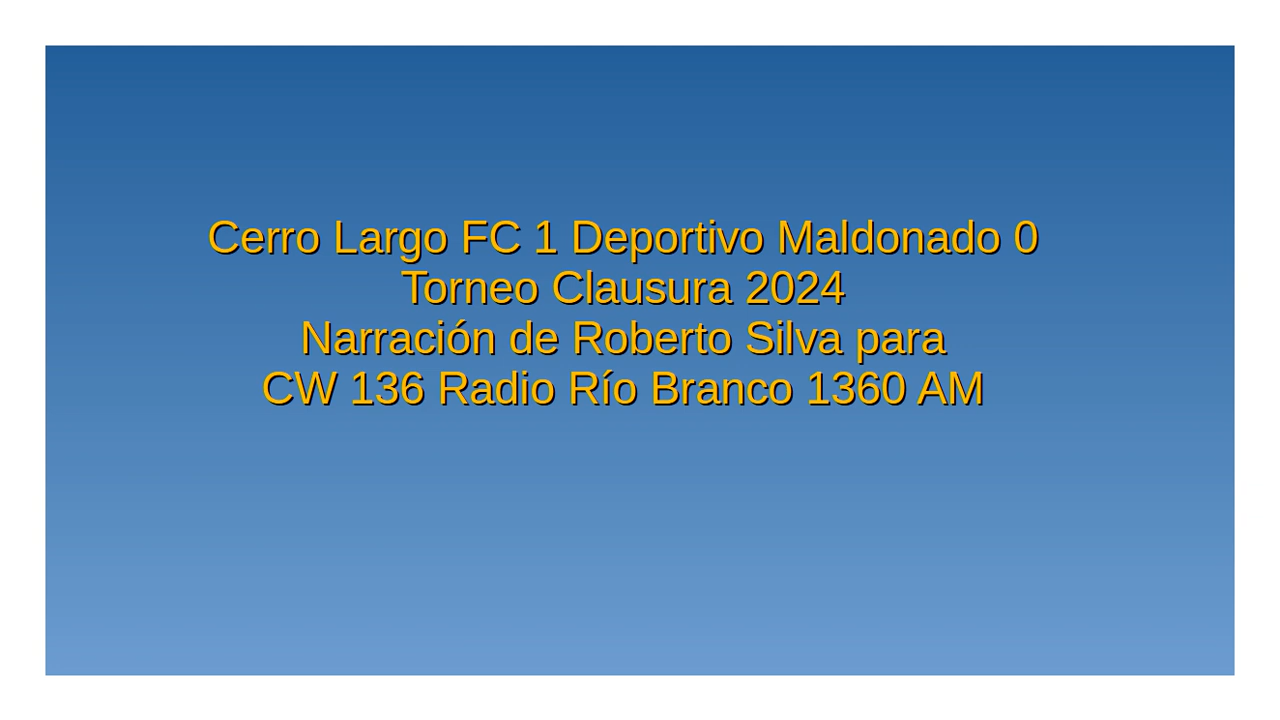 Cerro Largo FC 1 Deportivo Maldonado 0
Torneo Clausura 2024
Narración de Roberto Silva para
CW 136 Radio Río Branco 1360 AM